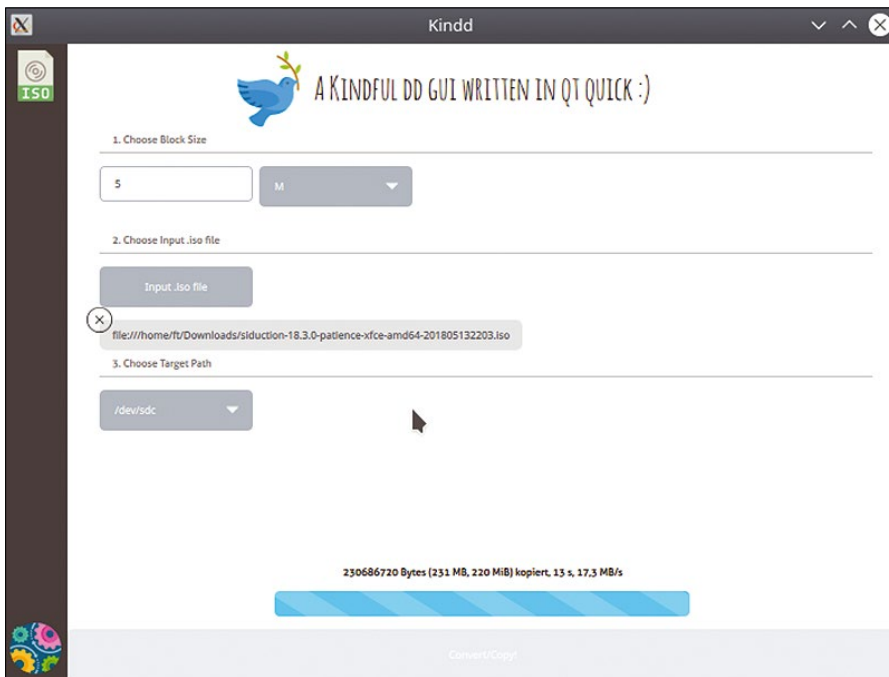 Kindd
ISO
A Kindful dd gui written in qt quick :)
1. Choose Block Size
5
M
2. Choose Input .iso file
Input .iso file
file:///home/ft/Downloads/siduction-18.3.0-patience-xfce-amd64-201805132203.iso
3. Choose Target Path
/dev/sdc
230686720 Bytes (231 MB, 220 MiB) kopiert, 13 s, 17,3 MB/s
Convert/Copy!